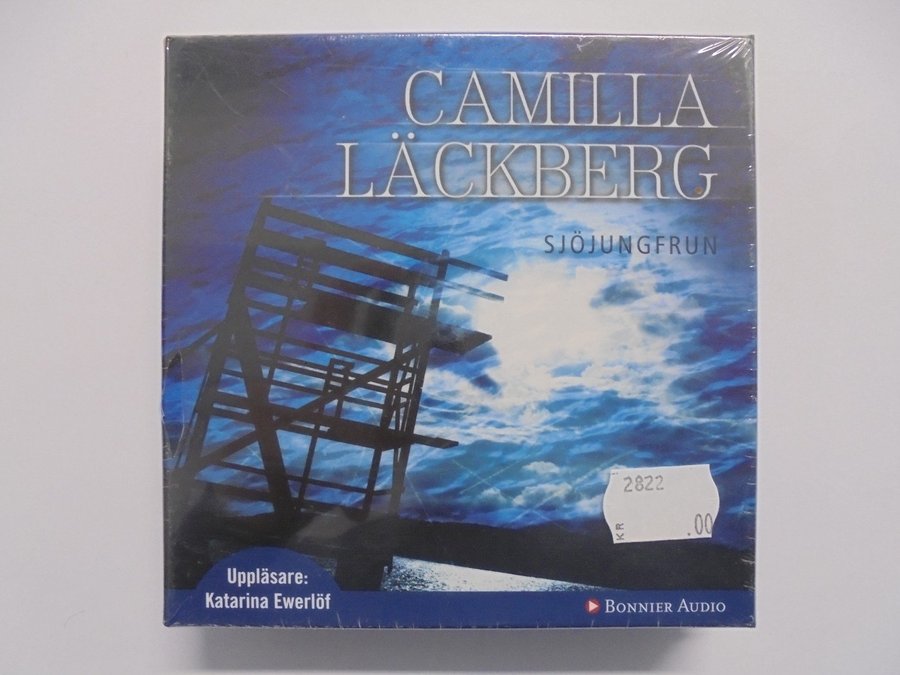 CAMILLA
LÄCKBERG
SJÖJUNGFRUN
2822
KR .00
Uppläsare:
Katarina Ewerlöf
BONNIER AUDIO